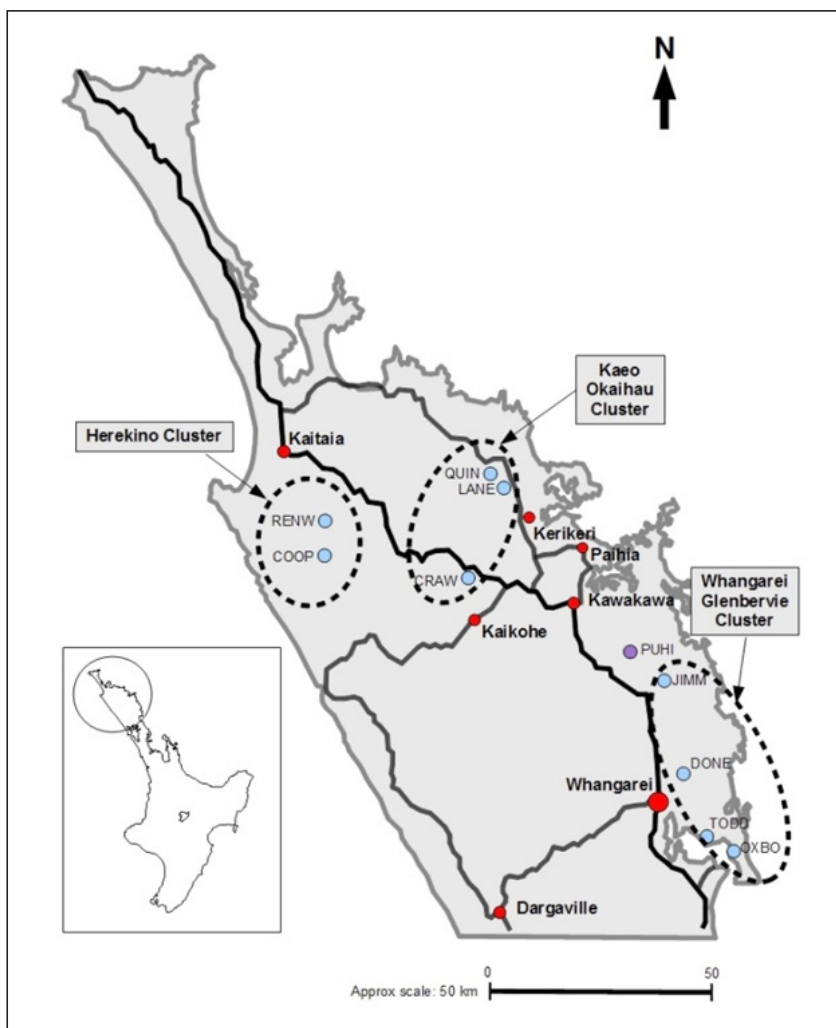 N
Kaeo
Okaihau
Cluster
Herekino Cluster
Kaitaia
QUIN
LANE
RENW
Kerikeri
COOP
Paihia
CRAW
Whangarei
Glenbervie
Cluster
Kawakawa
Kaikohe
PUHI
JIMM
DONE
Whangarei
TODD
OXBO
Dargaville
0 50
Approx scale: 50 km